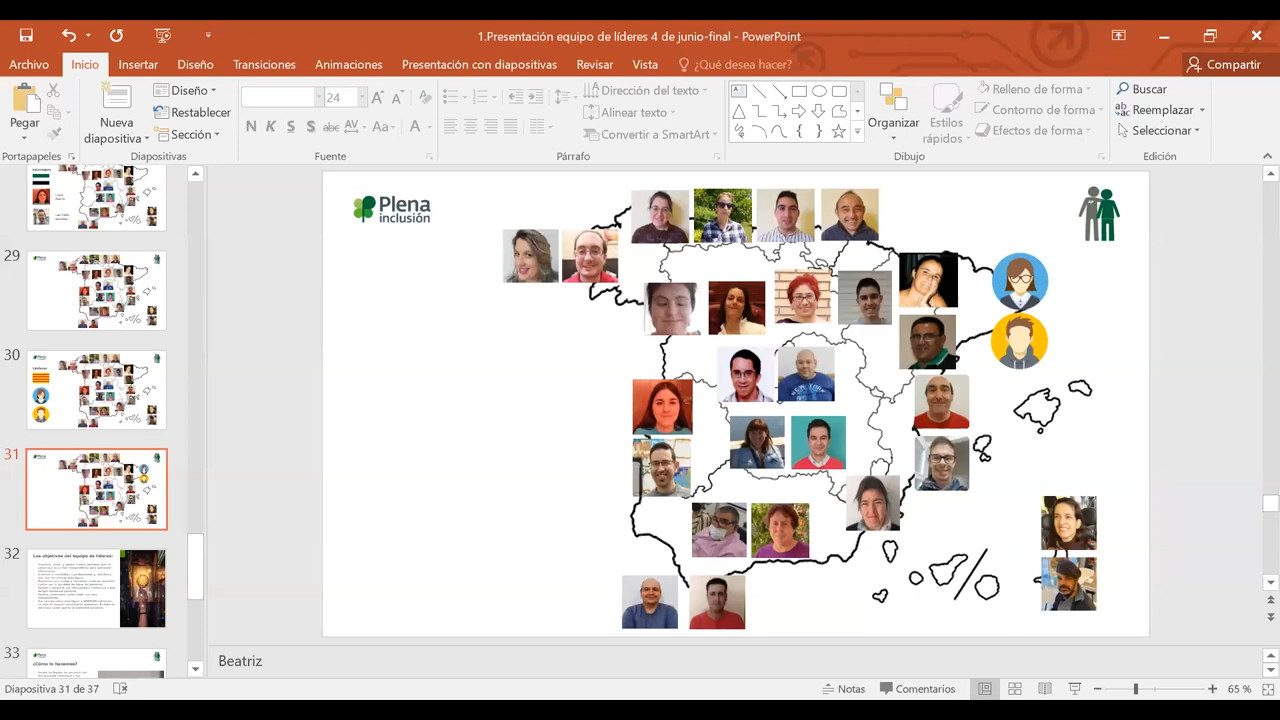 1.Presentación equipo de líderes 4 de junio-final - PowerPoint
Archivo Inicio Insertar Diseño Transiciones Animaciones Presentación con diapositivas Revisar Vista ¿Qué desea hacer? Compartir
Pegar
Nueva diapositiva
Diseño
Restablecer
Sección
24
N K S S abc AV Aa A
Dirección del texto
Alinear texto
Convertir a SmartArt
Organizar
Estilos rápidos
Relleno de forma
Contorno de forma
Efectos de forma
Buscar
Reemplazar
Seleccionar
Portapapeles Diapositivas Fuente Párrafo Dibujo Edición
29
30
31
32
Los objetivos del equipo de líderes:
33
¿Cómo lo hacemos?
Plena
inclusión
Beatriz
Diapositiva 31 de 37 Notas Comentarios 65 %